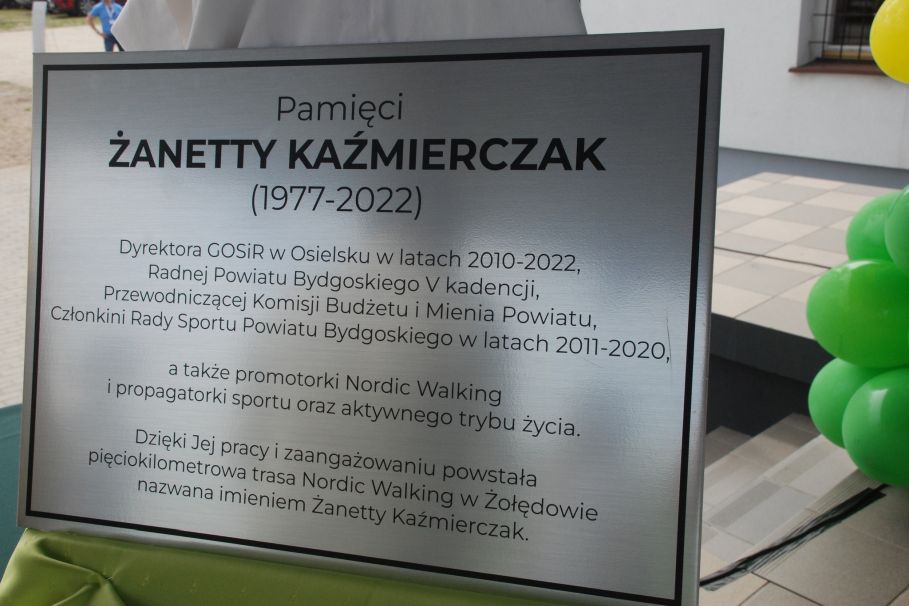 Pamięci
ŻANETTY KAŹMIERCZAK
(1977-2022)
Dyrektora GOSiR w Osielsku w latach 2010-2022,
Radnej Powiatu Bydgoskiego V kadencji,
Przewodniczącej Komisji Budżetu i Mienia Powiatu,
Członkini Rady Sportu Powiatu Bydgoskiego w latach 2011-2020,
a także promotorki Nordic Walking
i propagatorki sportu oraz aktywnego trybu życia.
Dzięki Jej pracy i zaangażowaniu powstała
pięciokilometrowa trasa Nordic Walking w Żołędowie
nazwana imieniem Żanetty Kaźmierczak.